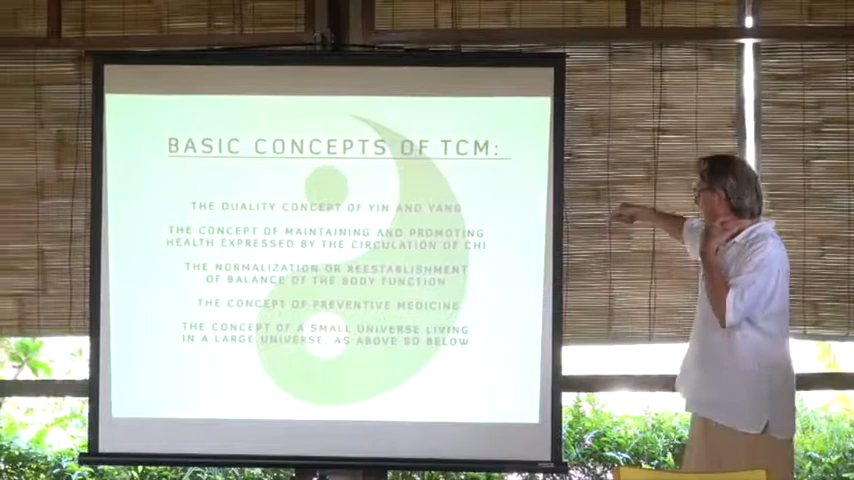 BASIC CONCEPTS OF TCM:
THE DUALITY CONCEPT OF YIN AND YANG
THE CONCEPT OF MAINTAINING AND PROMOTING
HEALTH EXPRESSED BY THE CIRCULATION OF CHI
THE NORMALIZATION OR REESTABLISHMENT
OF BALANCE OF THE BODY FUNCTION
THE CONCEPT OF PREVENTIVE MEDICINE
THE CONCEPT OF A SMALL UNIVERSE LIVING
IN A LARGE UNIVERSE. AS ABOVE SO BELOW